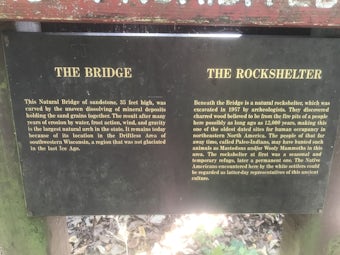 THE BRIDGE
This Natural Bridge of sandstone, 35 feet high, was
carved by the uneven dissolving of mineral deposits
holding the sand grains together. The result after many
years of erosion by water, frost action, wind, and gravity
is the largest natural arch in the state. It remains today
because of its location in the Driftless Area of
southwestern Wisconsin, a region that was not glaciated
in the last Ice Age.
THE ROCKSHELTER
Beneath the Bridge is a natural rockshelter, which was
excavated in 1957 by archeologists. They discovered
charred wood believed to be from the fire pits of a people
here possibly as long ago as 12,000 years, making this
one of the oldest dated sites for human occupancy in
northeastern North America. The people of that far
away time, called Paleo-Indians, may have hunted such
animals as Mastodons and/or Wooly Mammoths in this
area. The rockshelter at first was a seasonal and
temporary refuge, later a permanent one. The Native
Americans encountered here by the white settlers could
be regarded as latter-day representatives of this ancient
culture.